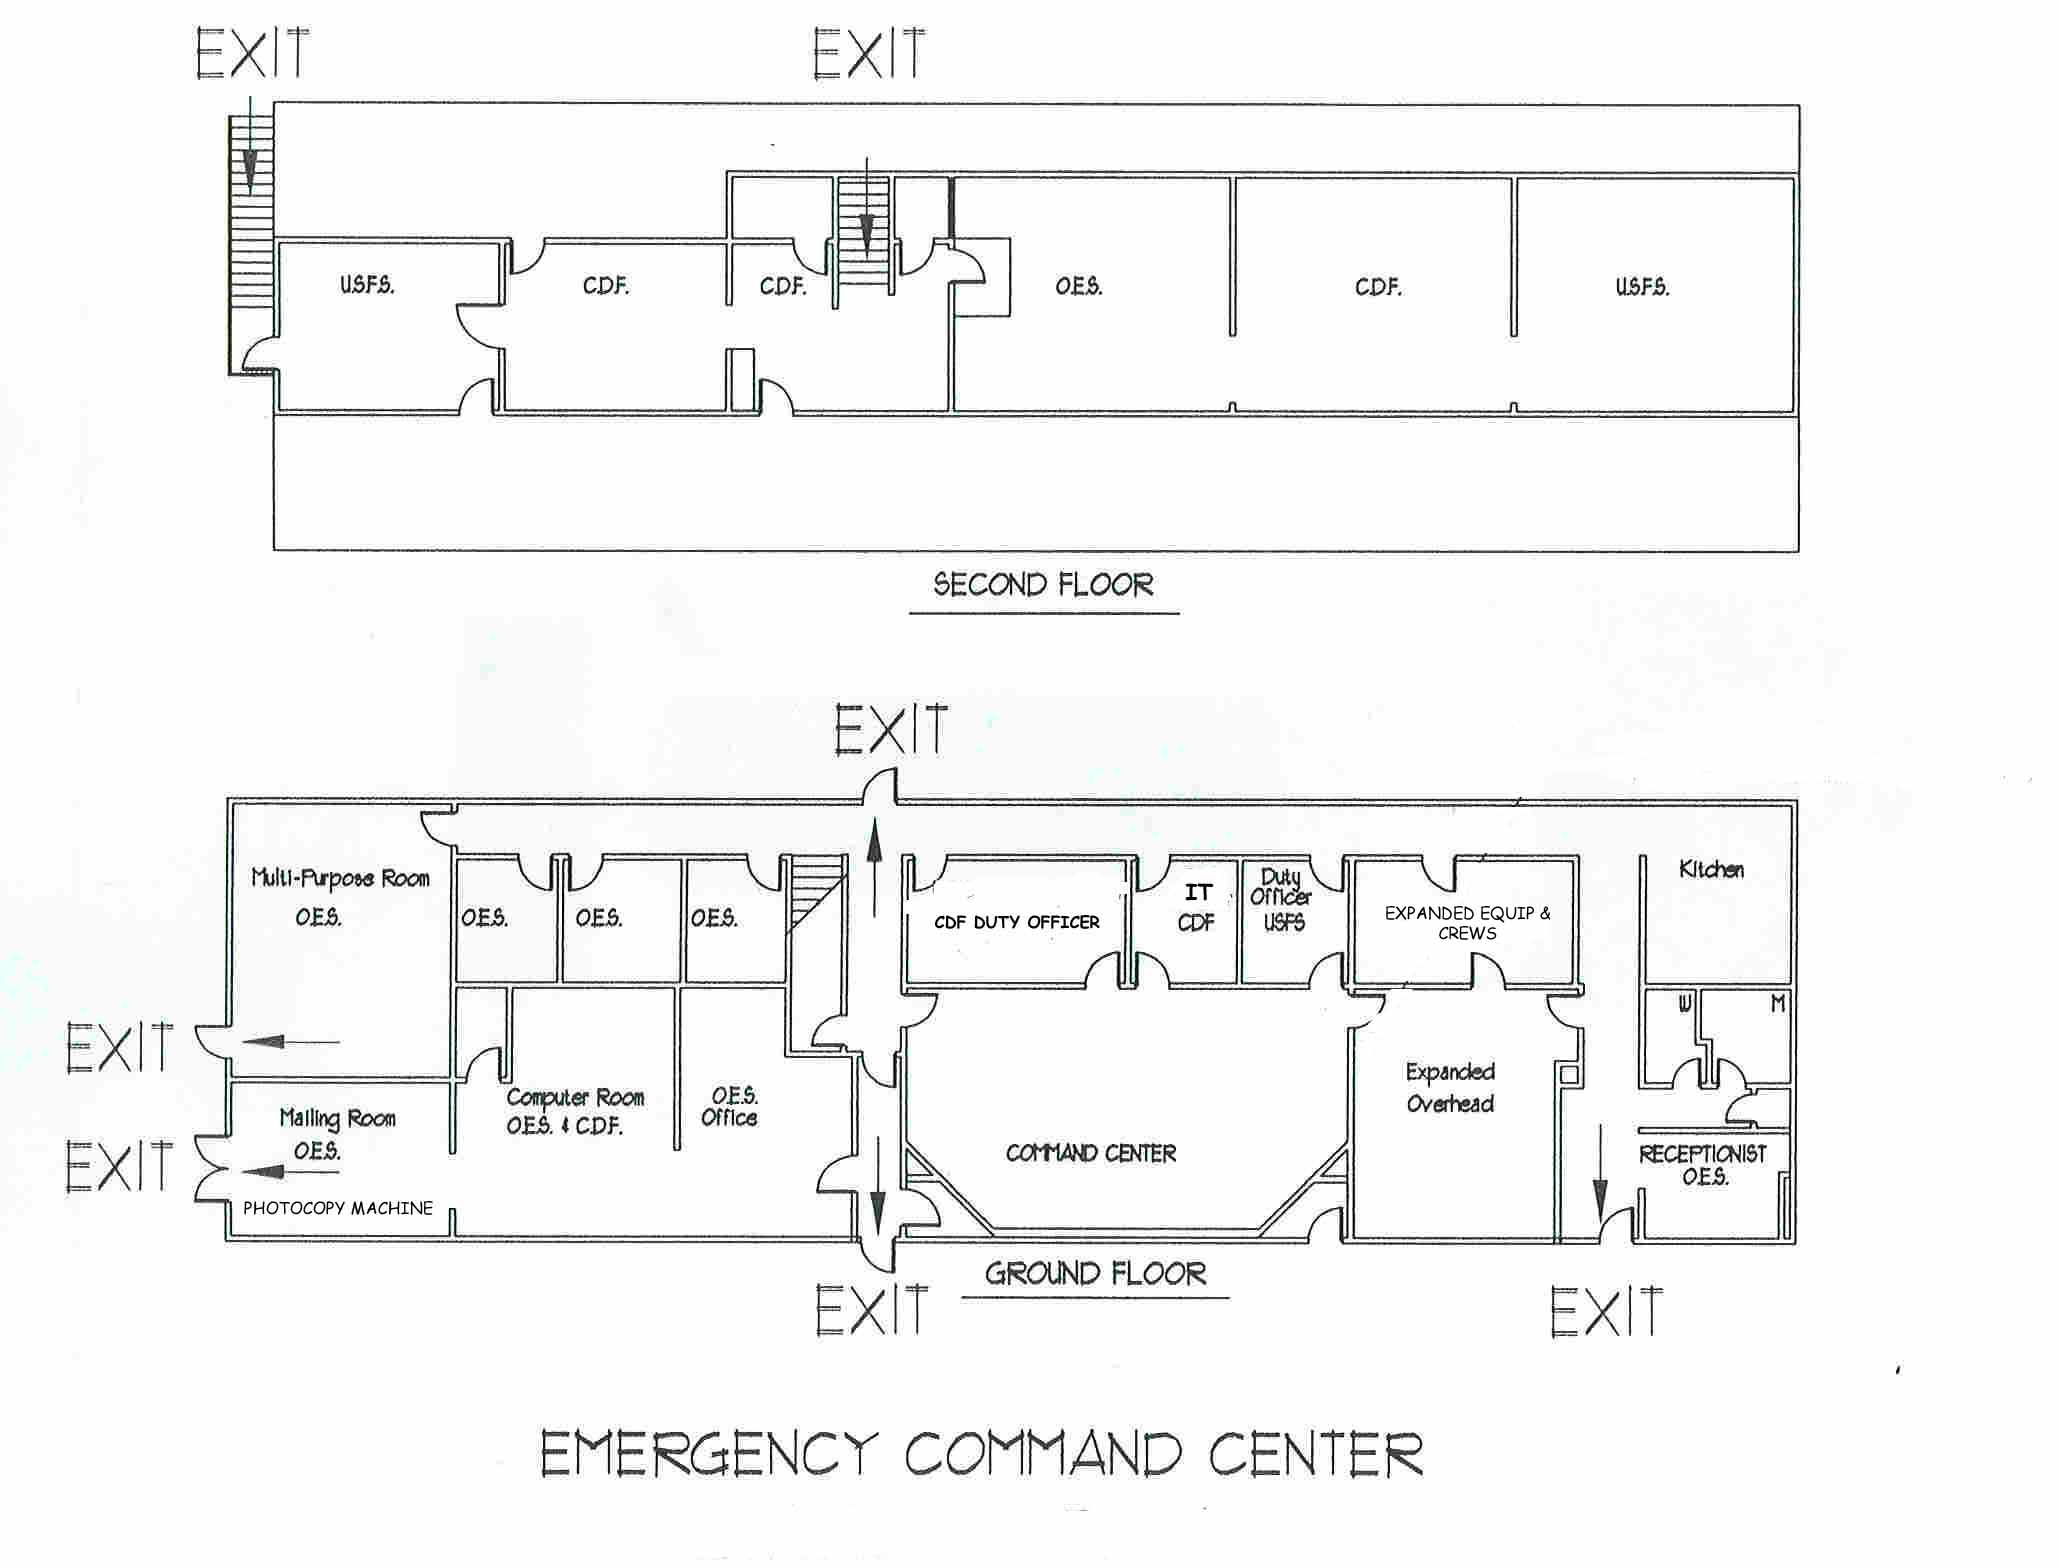 EXIT
EXIT
U.S.F.S.
C.D.F.
C.D.F.
O.E.S.
C.D.F.
U.S.F.S.
SECOND FLOOR
EXIT
Multi-Purpose Room
O.E.S.
O.E.S.
O.E.S.
O.E.S.
CDF DUTY OFFICER
IT
CDF
Duty
Officer
USFS
EXPANDED EQUIP &
CREWS
Kitchen
W
M
EXIT
EXIT
Mailing Room
O.E.S.
PHOTOCOPY MACHINE
Computer Room
O.E.S. & C.D.F.
O.E.S.
Office
COMMAND CENTER
Expanded
Overhead
RECEPTIONIST
O.E.S.
GROUND FLOOR
EXIT
EXIT
EMERGENCY COMMAND CENTER